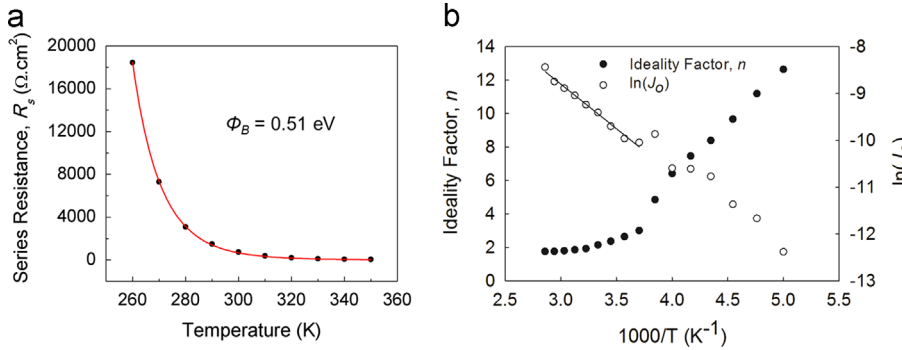 a
20000
16000
12000
8000
4000
0
Series Resistance, Rs (Ω.cm²)
ΦB = 0.51 eV
260 280 300 320 340 360
Temperature (K)
b
14
12
10
8
6
4
2
0
Ideality Factor, n
Ideality Factor, n
ln(Jo)
-8
-9
-10
-11
-12
-13
2.5 3.0 3.5 4.0 4.5 5.0 5.5
1000/T (K⁻¹)